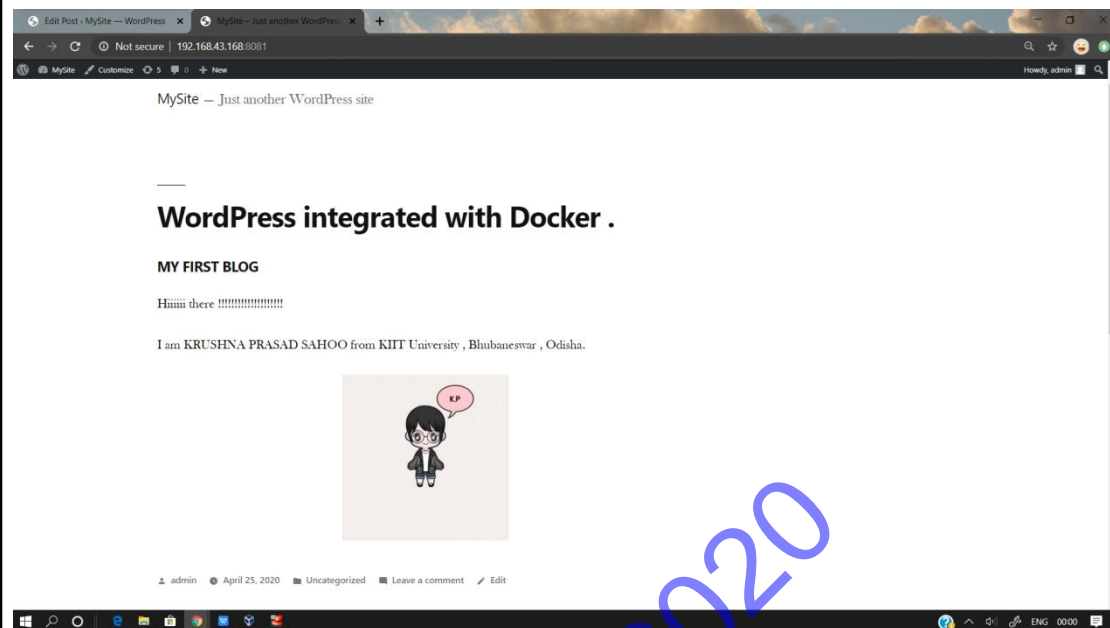 Edit Post ‹ MySite — WordPress
MySite – Just another WordPress
Not secure | 192.168.43.168:8081
MySite Customize 5 0 + New Howdy, admin
MySite — Just another WordPress site
WordPress integrated with Docker .
MY FIRST BLOG
Hiiiiii there !!!!!!!!!!!!!!!!!!!!
I am KRUSHNA PRASAD SAHOO from KIIT University , Bhubaneswar , Odisha.
K.P
admin April 25, 2020 Uncategorized Leave a comment Edit
ENG 00:00
2020